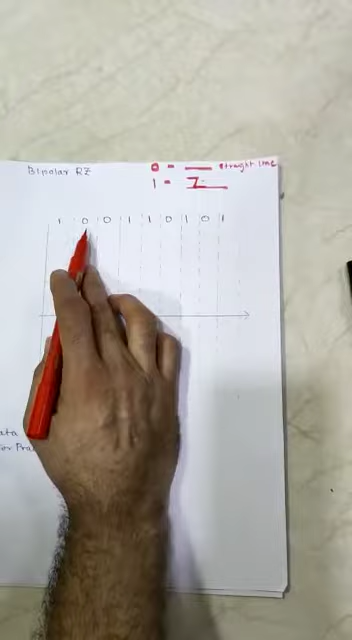 Bipolar RZ
0 = — straight line
1 =
1 0 0 1 1 0 1 0 1